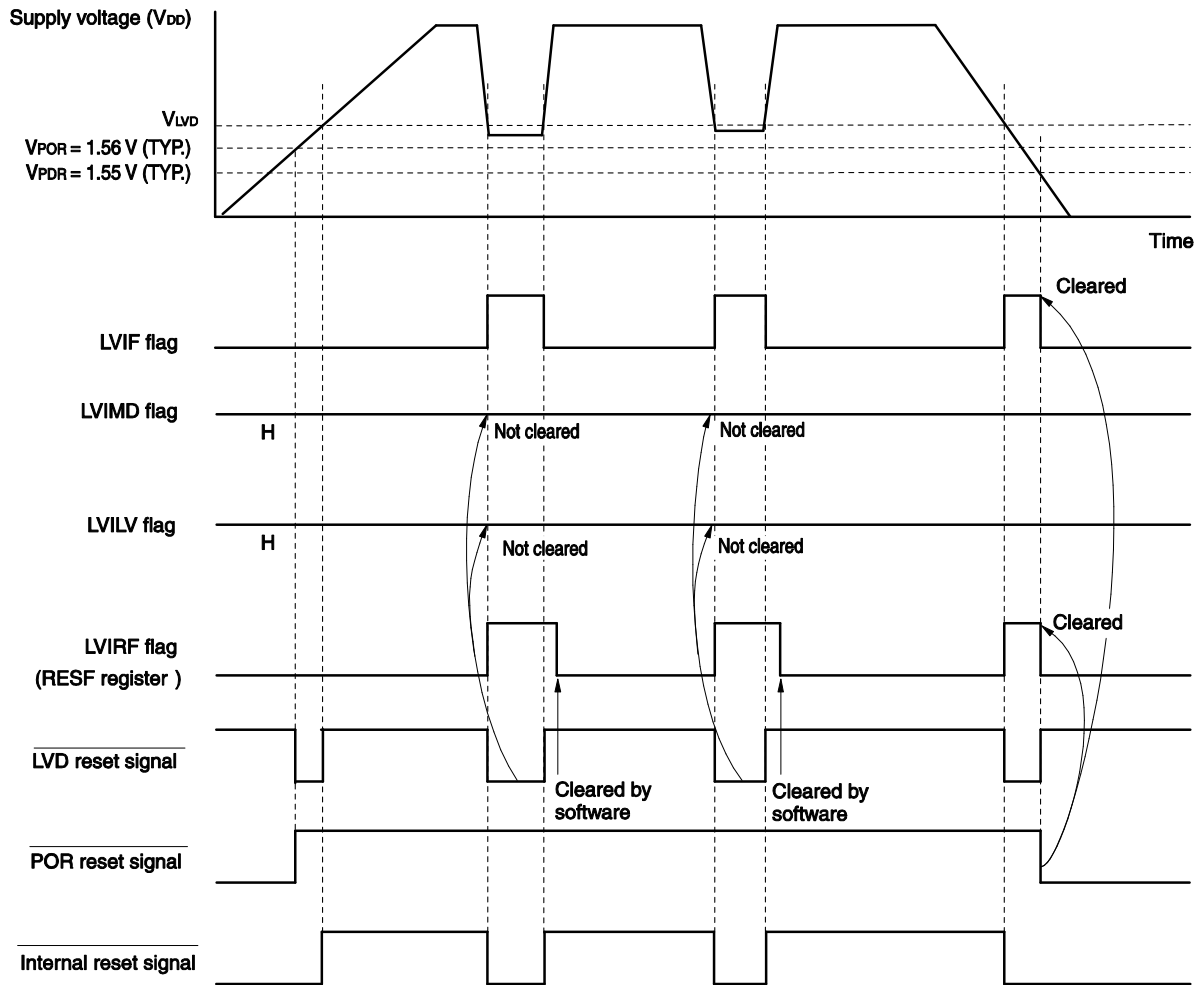 Supply voltage (VDD)
VLVD
VPOR = 1.56 V (TYP.)
VPDR = 1.55 V (TYP.)
Time
Cleared
LVIF flag
LVIMD flag
H
Not cleared
Not cleared
LVILV flag
H
Not cleared
Not cleared
LVIRF flag
(RESF register )
Cleared
LVD reset signal
Cleared by
software
Cleared by
software
POR reset signal
Internal reset signal